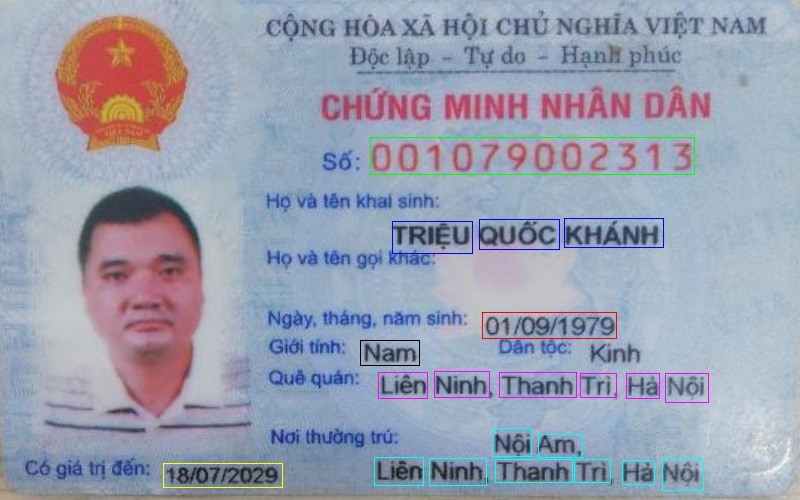 CỘNG HÒA XÃ HỘI CHỦ NGHĨA VIỆT NAM
Độc lập - Tự do - Hạnh phúc
CHỨNG MINH NHÂN DÂN
Số: 001079002313
Họ và tên khai sinh:
TRIỆU QUỐC KHÁNH
Họ và tên gọi khác:
Ngày, tháng, năm sinh: 01/09/1979
Giới tính: Nam Dân tộc: Kinh
Quê quán: Liên Ninh, Thanh Trì, Hà Nội
Nơi thường trú: Nội Am,
Liên Ninh, Thanh Trì, Hà Nội
Có giá trị đến: 18/07/2029